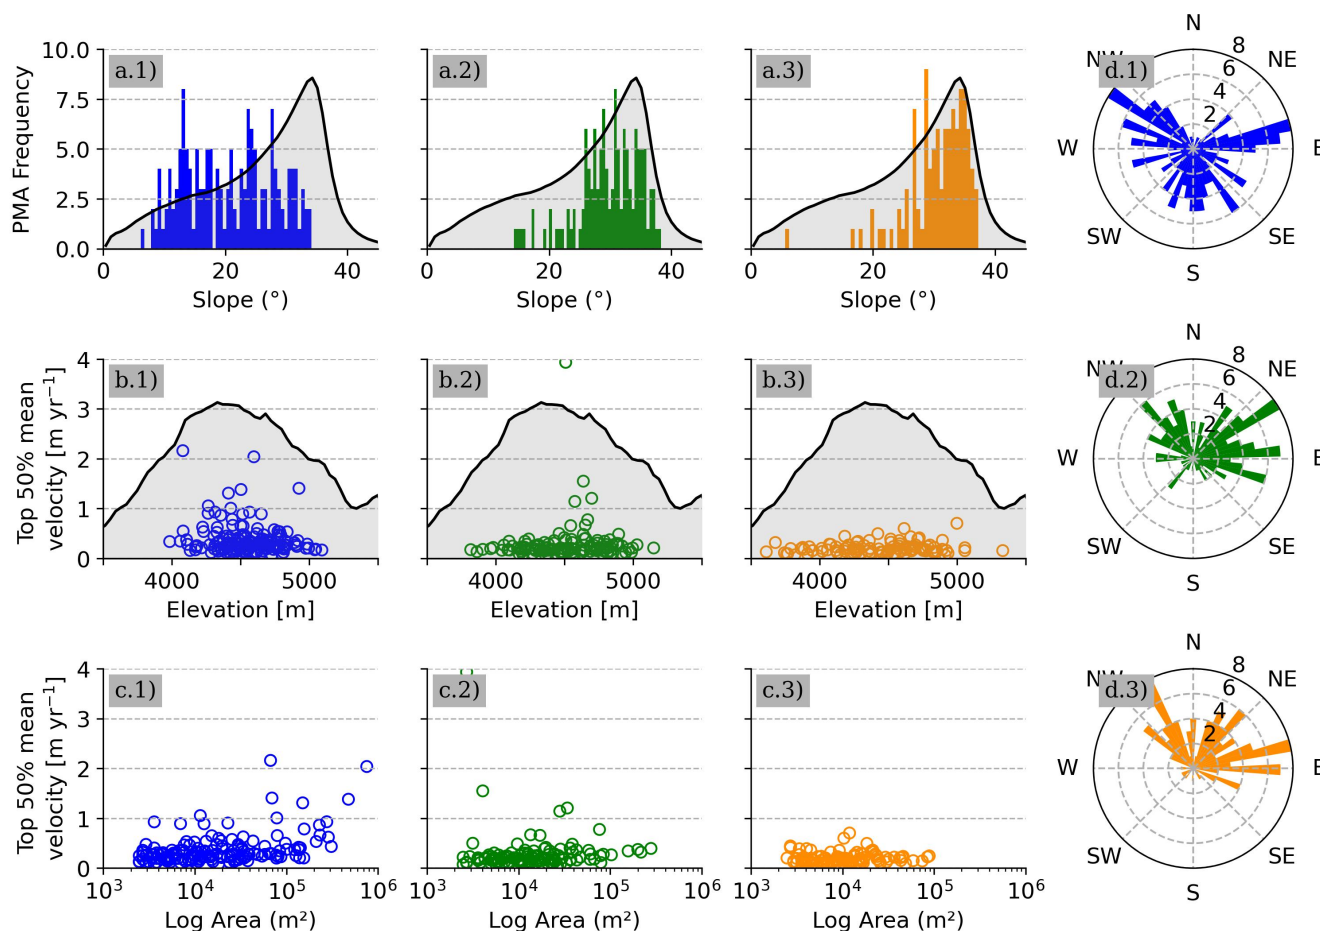 N
10.0
a.1)
a.2)
a.3)
d.1)
NW
8
NE
7.5
6
PMA Frequency
5.0
4
2
W
E
2.5
0.0
SW
SE
S
0 20 40
0 20 40
0 20 40
Slope (°)
Slope (°)
Slope (°)
N
4
b.1)
b.2)
b.3)
d.2)
NW
8
NE
3
6
Top 50% mean
velocity [m yr⁻¹]
2
4
2
W
E
1
0
SW
SE
S
4000 5000
4000 5000
4000 5000
Elevation [m]
Elevation [m]
Elevation [m]
N
4
c.1)
c.2)
c.3)
d.3)
NW
8
NE
3
6
Top 50% mean
velocity [m yr⁻¹]
2
4
2
W
E
1
0
SW
SE
S
10³ 10⁴ 10⁵ 10⁶
10³ 10⁴ 10⁵ 10⁶
10³ 10⁴ 10⁵ 10⁶
Log Area (m²)
Log Area (m²)
Log Area (m²)